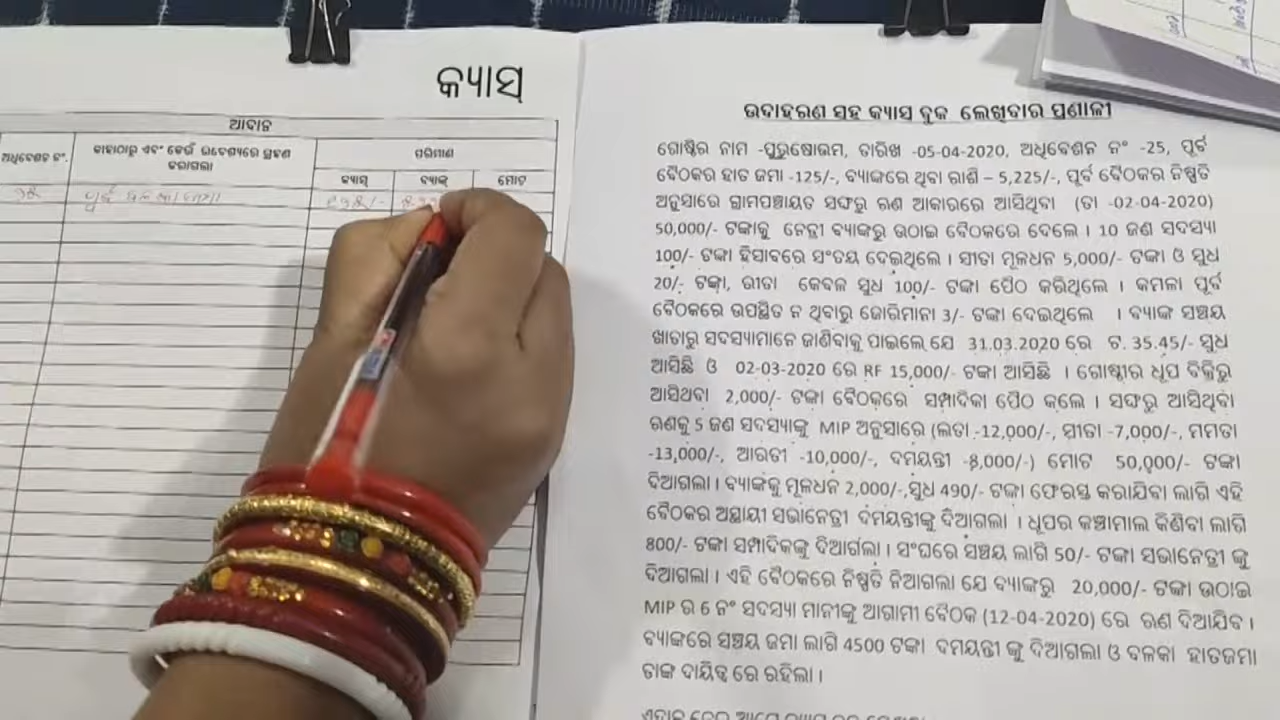 କ୍ୟାସ୍
ଆଦାନ
ଅଧିବେଶନ ନଂ.
କାହାଠାରୁ ଏବଂ କେଉଁ ଉଦ୍ଦେଶ୍ୟରେ ଗ୍ରହଣ
କରାଗଲା
ପରିମାଣ
କ୍ୟାସ୍ ବ୍ୟାଙ୍କ୍ ମୋଟ
୨୫ ପୂର୍ବ ୧୨୫/-
ଉଦାହରଣ ସହ କ୍ୟାସ ବୁକ ଲେଖିବାର ପ୍ରଣାଳୀ
ଗୋଷ୍ଠିର ନାମ -ପୁରୁଷୋତ୍ତମ, ତାରିଖ -05-04-2020, ଅଧିବେଶନ ନଂ -25, ପୂର୍ବ
ବୈଠକର ହାତ ଜମା -125/-, ବ୍ୟାଙ୍କରେ ଥିବା ରାଶି – 5,225/-, ପୂର୍ବ ବୈଠକର ନିଷ୍ପତି
ଅନୁସାରେ ଗ୍ରାମପଞ୍ଚାୟତ ସଙ୍ଘରୁ ଋଣ ଆକାରରେ ଆସିଥିବା (ତା -02-04-2020)
50,000/- ଟଙ୍କାକୁ ନେତ୍ରୀ ବ୍ୟାଙ୍କରୁ ଉଠାଇ ବୈଠକରେ ଦେଲେ । 10 ଜଣ ସଦସ୍ୟା
100/- ଟଙ୍କା ହିସାବରେ ସଂଚୟ ଦେଇଥିଲେ । ସୀତା ମୂଳଧନ 5,000/- ଟଙ୍କା ଓ ସୁଧ
20/- ଟଙ୍କା, ରୀତା କେବଳ ସୁଧ 100/- ଟଙ୍କା ପୈଠ କରିଥିଲେ । କମଳା ପୂର୍ବ
ବୈଠକରେ ଉପସ୍ଥିତ ନ ଥିବାରୁ ଜୋରିମାନା 3/- ଟଙ୍କା ଦେଇଥିଲେ । ବ୍ୟାଙ୍କ ସଞ୍ଚୟ
ଖାତାରୁ ସଦସ୍ୟାମାନେ ଜାଣିବାକୁ ପାଇଲେ ଯେ 31.03.2020 ରେ ଟ. 35.45/- ସୁଧ
ଆସିଛି ଓ 02-03-2020 ରେ RF 15,000/- ଟଙ୍କା ଆସିଛି । ଗୋଷ୍ଠୀର ଧୂପ ବିକ୍ରିରୁ
ଆସିଥିବା 2,000/- ଟଙ୍କା ବୈଠକରେ ସମ୍ପାଦିକା ପୈଠ କଲେ । ସଙ୍ଘରୁ ଆସିଥିବା
ଋଣକୁ 5 ଜଣ ସଦସ୍ୟାଙ୍କୁ MIP ଅନୁସାରେ (ଲତା -12,000/-, ସୀତା -7,000/-, ମମତା
-13,000/-, ଆରତୀ -10,000/-, ଦମୟନ୍ତୀ -8,000/-) ମୋଟ 50,000/- ଟଙ୍କା
ଦିଆଗଲା । ବ୍ୟାଙ୍କକୁ ମୂଳଧନ 2,000/-,ସୁଧ 490/- ଟଙ୍କା ଫେରସ୍ତ କରାଯିବା ଲାଗି ଏହି
ବୈଠକର ଅସ୍ଥାୟୀ ସଭାନେତ୍ରୀ ଦମୟନ୍ତୀଙ୍କୁ ଦିଆଗଲା । ଧୂପର କଞ୍ଚାମାଲ କିଣିବା ଲାଗି
800/- ଟଙ୍କା ସମ୍ପାଦିକଙ୍କୁ ଦିଆଗଲା । ସଂଘରେ ସଞ୍ଚୟ ଲାଗି 50/- ଟଙ୍କା ସଭାନେତ୍ରୀ ଙ୍କୁ
ଦିଆଗଲା । ଏହି ବୈଠକରେ ନିଷ୍ପତି ନିଆଗଲା ଯେ ବ୍ୟାଙ୍କରୁ 20,000/- ଟଙ୍କା ଉଠାଇ
MIP ର 6 ନଂ ସଦସ୍ୟା ମାନୀଙ୍କୁ ଆଗାମୀ ବୈଠକ (12-04-2020) ରେ ଋଣ ଦିଆଯିବ ।
ବ୍ୟାଙ୍କରେ ସଞ୍ଚୟ ଜମା ଲାଗି 4500 ଟଙ୍କା ଦମୟନ୍ତୀ ଙ୍କୁ ଦିଆଗଲା ଓ ବଳକା ହାତଜମା
ତାଙ୍କ ଦାୟିତ୍ୱ ରେ ରହିଲା ।